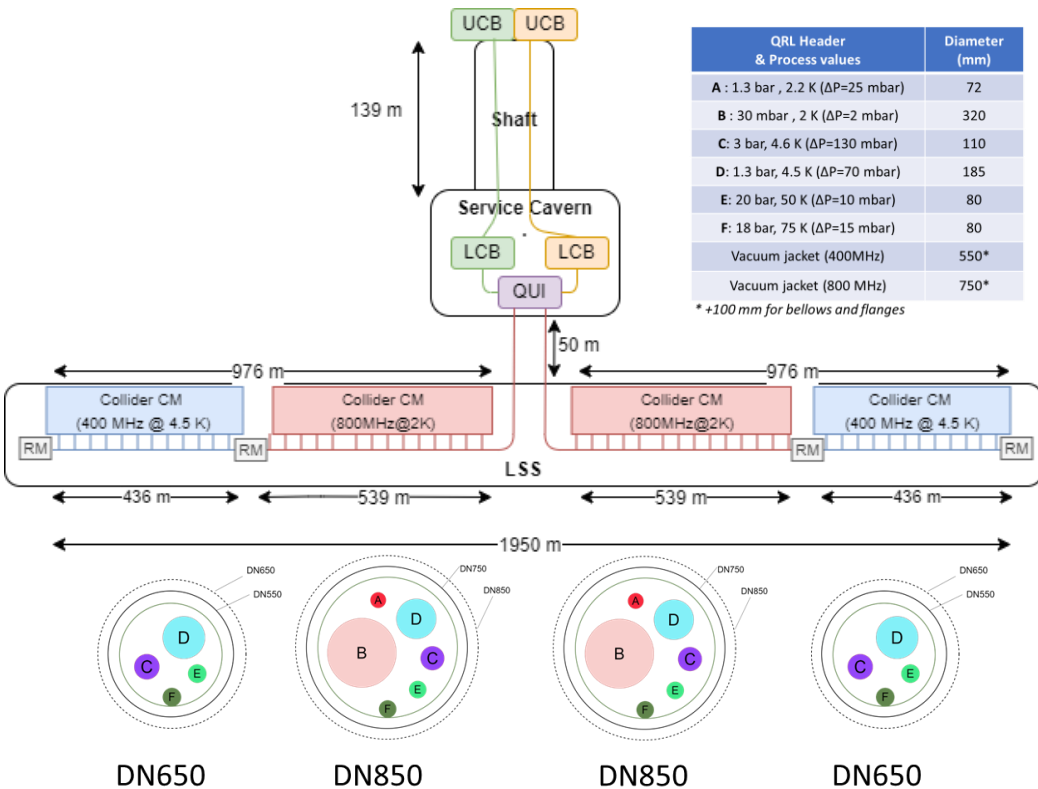 UCB UCB
139 m
Shaft
Service Cavern
LCB LCB
QUI
50 m
QRL Header
& Process values
Diameter
(mm)
A : 1.3 bar , 2.2 K (ΔP=25 mbar) 72
B : 30 mbar , 2 K (ΔP=2 mbar) 320
C: 3 bar, 4.6 K (ΔP=130 mbar) 110
D: 1.3 bar, 4.5 K (ΔP=70 mbar) 185
E: 20 bar, 50 K (ΔP=10 mbar) 80
F: 18 bar, 75 K (ΔP=15 mbar) 80
Vacuum jacket (400MHz) 550*
Vacuum jacket (800 MHz) 750*
* +100 mm for bellows and flanges
976 m 976 m
Collider CM
(400 MHz @ 4.5 K)
Collider CM
(800MHz@2K)
Collider CM
(800MHz@2K)
Collider CM
(400 MHz @ 4.5 K)
RM RM RM RM
LSS
436 m 539 m 539 m 436 m
1950 m
DN650
DN550
D
C
E
F
DN750
DN850
A
D
B
C
E
F
DN750
DN850
A
D
B
C
E
F
DN650
DN550
D
C
E
F
DN650 DN850 DN850 DN650